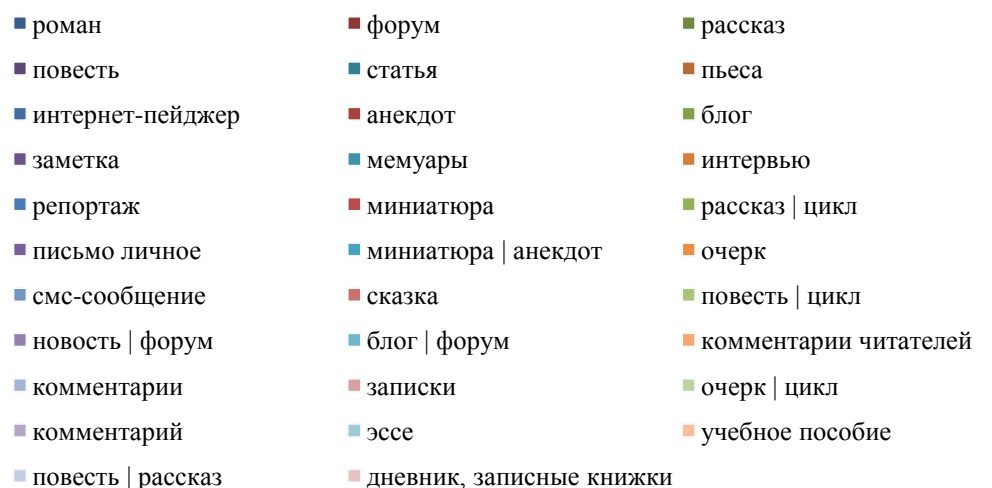 роман форум рассказ
повесть статья пьеса
интернет-пейджер анекдот блог
заметка мемуары интервью
репортаж миниатюра рассказ | цикл
письмо личное миниатюра | анекдот очерк
смс-сообщение сказка повесть | цикл
новость | форум блог | форум комментарии читателей
комментарии записки очерк | цикл
комментарий эссе учебное пособие
повесть | рассказ дневник, записные книжки